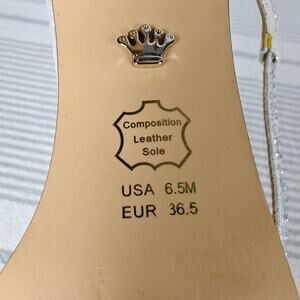 Composition
Leather
Sole
USA 6.5M
EUR 36.5